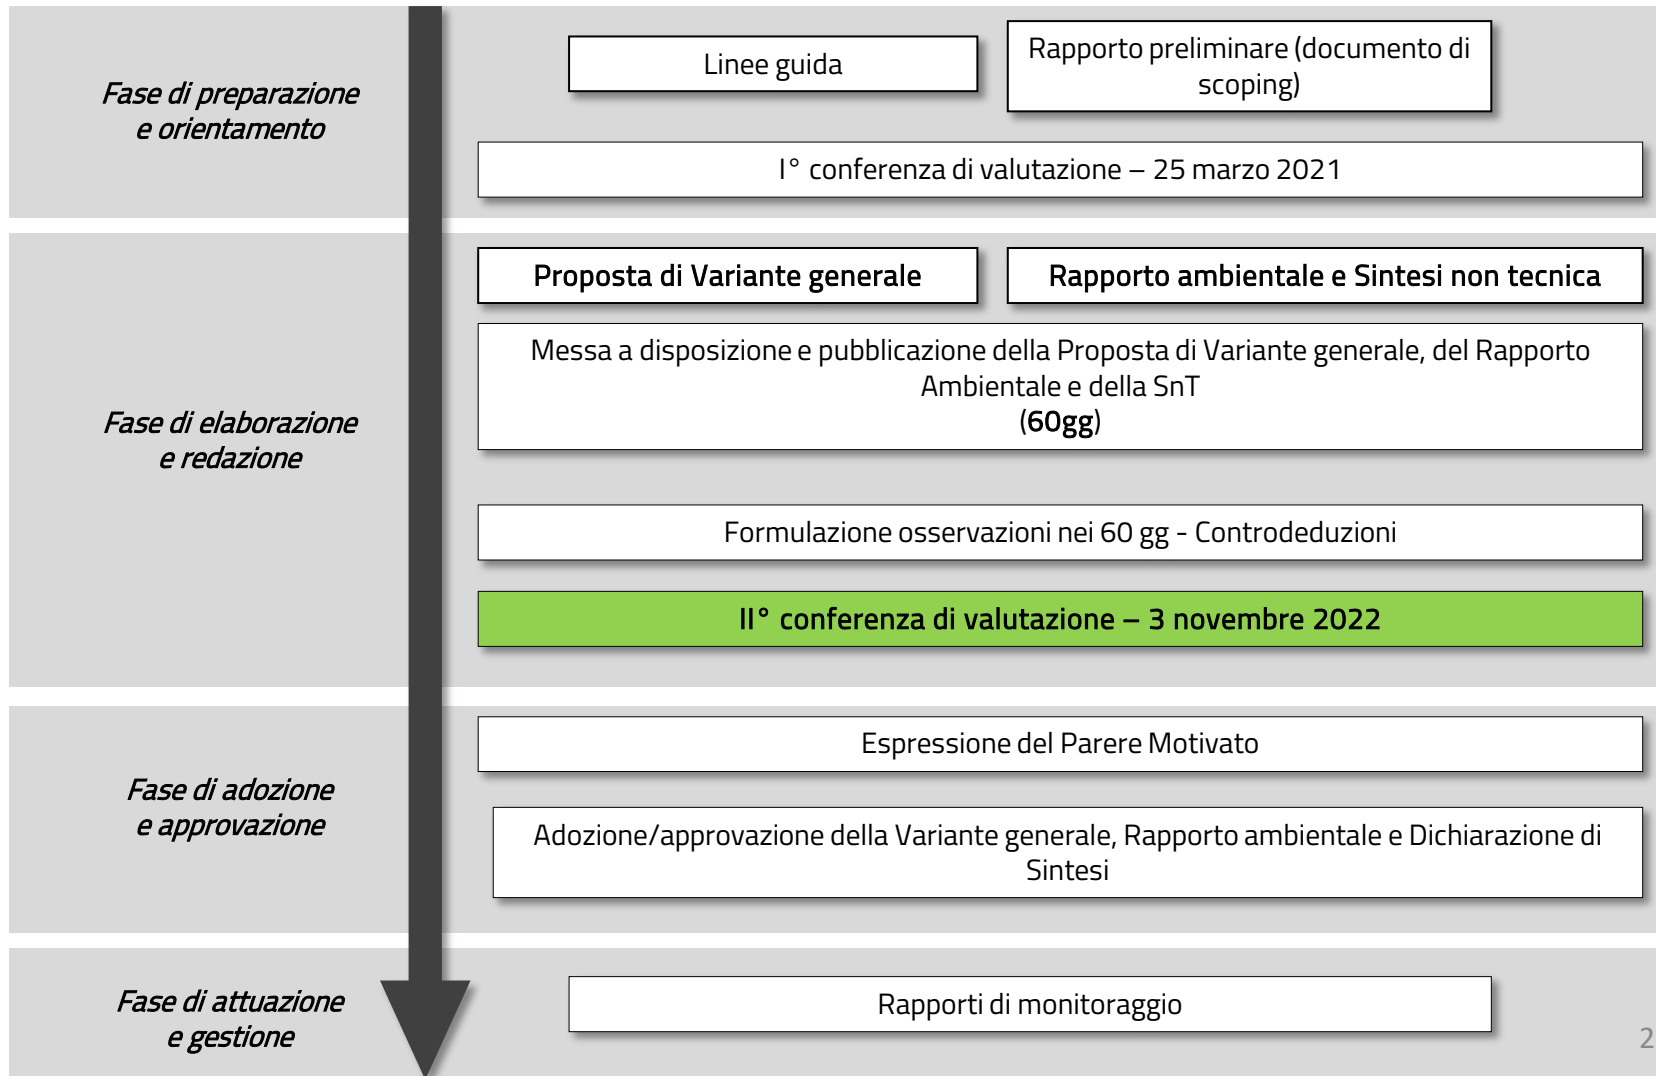 Fase di preparazione
e orientamento
Linee guida
Rapporto preliminare (documento di
scoping)
I° conferenza di valutazione – 25 marzo 2021
Fase di elaborazione
e redazione
Proposta di Variante generale
Rapporto ambientale e Sintesi non tecnica
Messa a disposizione e pubblicazione della Proposta di Variante generale, del Rapporto
Ambientale e della SnT
(60gg)
Formulazione osservazioni nei 60 gg - Controdeduzioni
II° conferenza di valutazione – 3 novembre 2022
Fase di adozione
e approvazione
Espressione del Parere Motivato
Adozione/approvazione della Variante generale, Rapporto ambientale e Dichiarazione di
Sintesi
Fase di attuazione
e gestione
Rapporti di monitoraggio
2